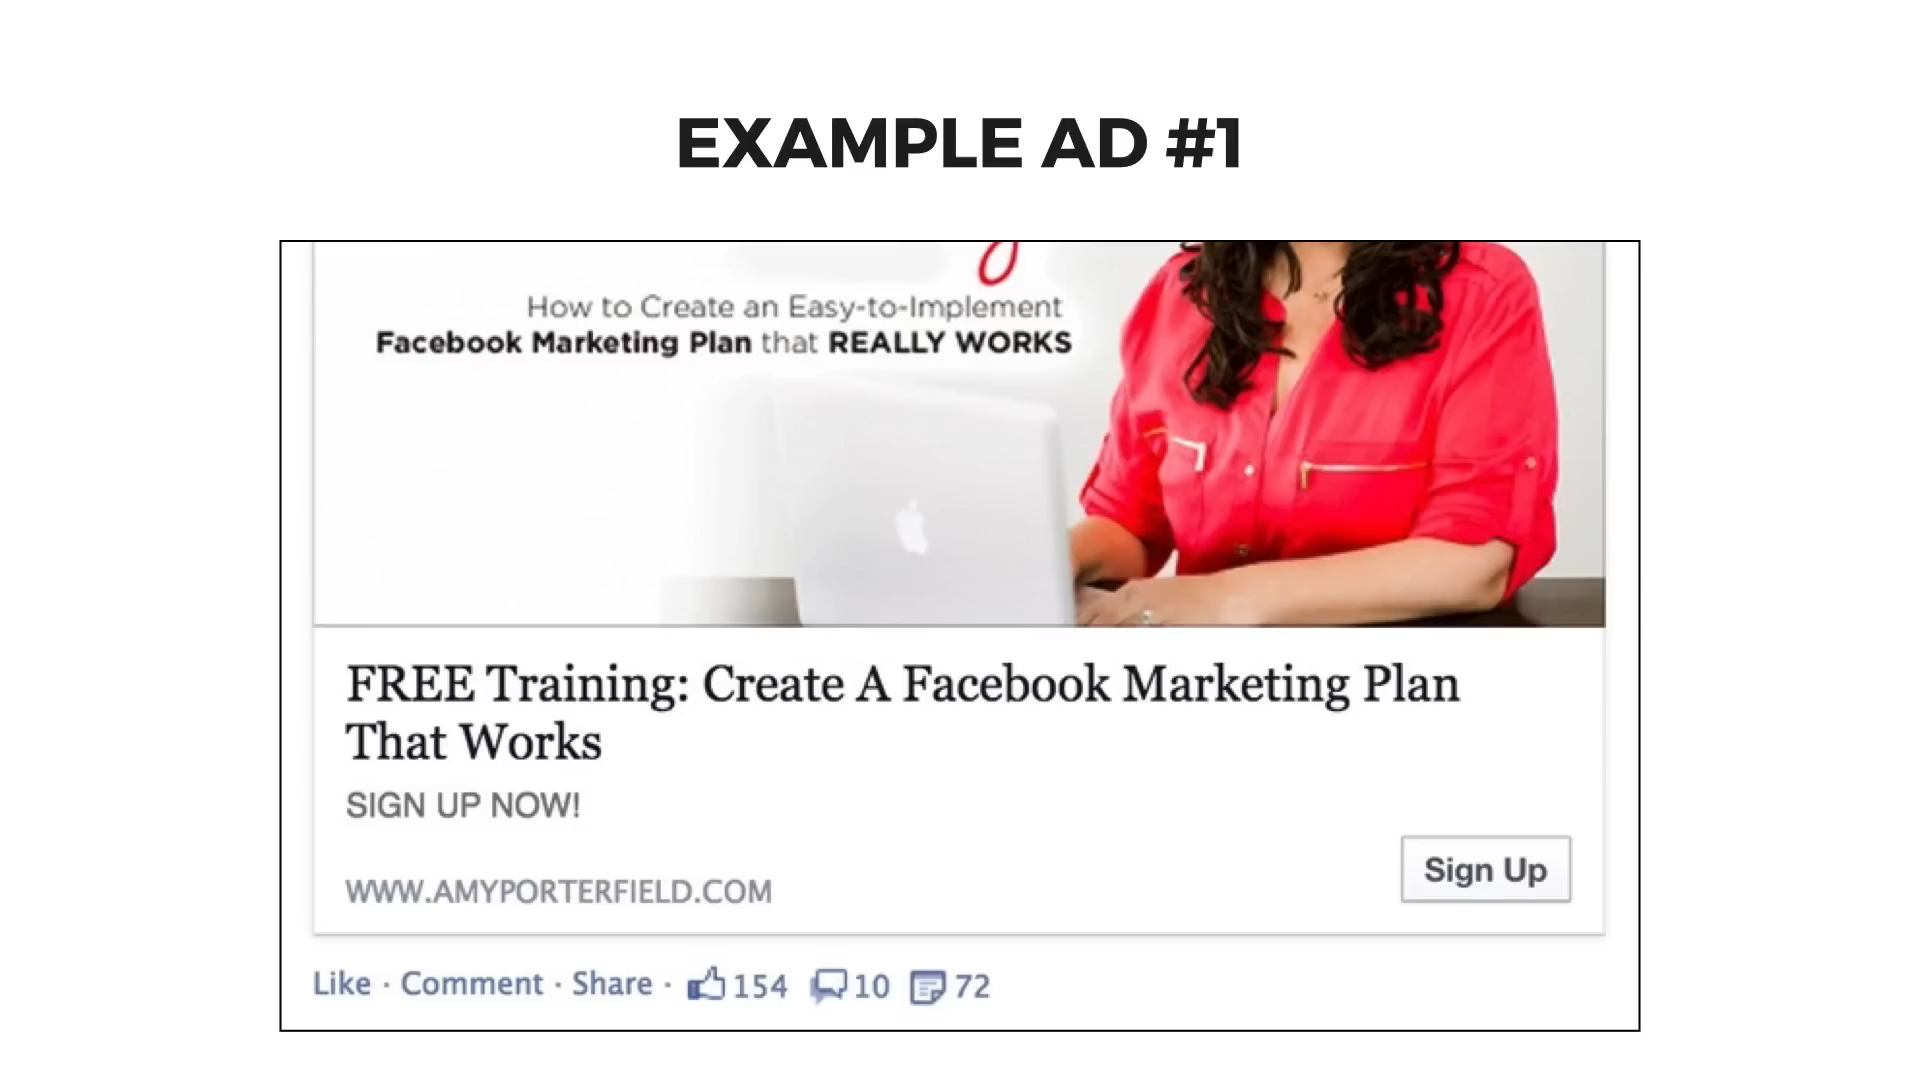 EXAMPLE AD #1
How to Create an Easy-to-Implement
Facebook Marketing Plan that REALLY WORKS
FREE Training: Create A Facebook Marketing Plan
That Works
SIGN UP NOW!
WWW.AMYPORTERFIELD.COM
Sign Up
Like · Comment · Share · 154 10 72